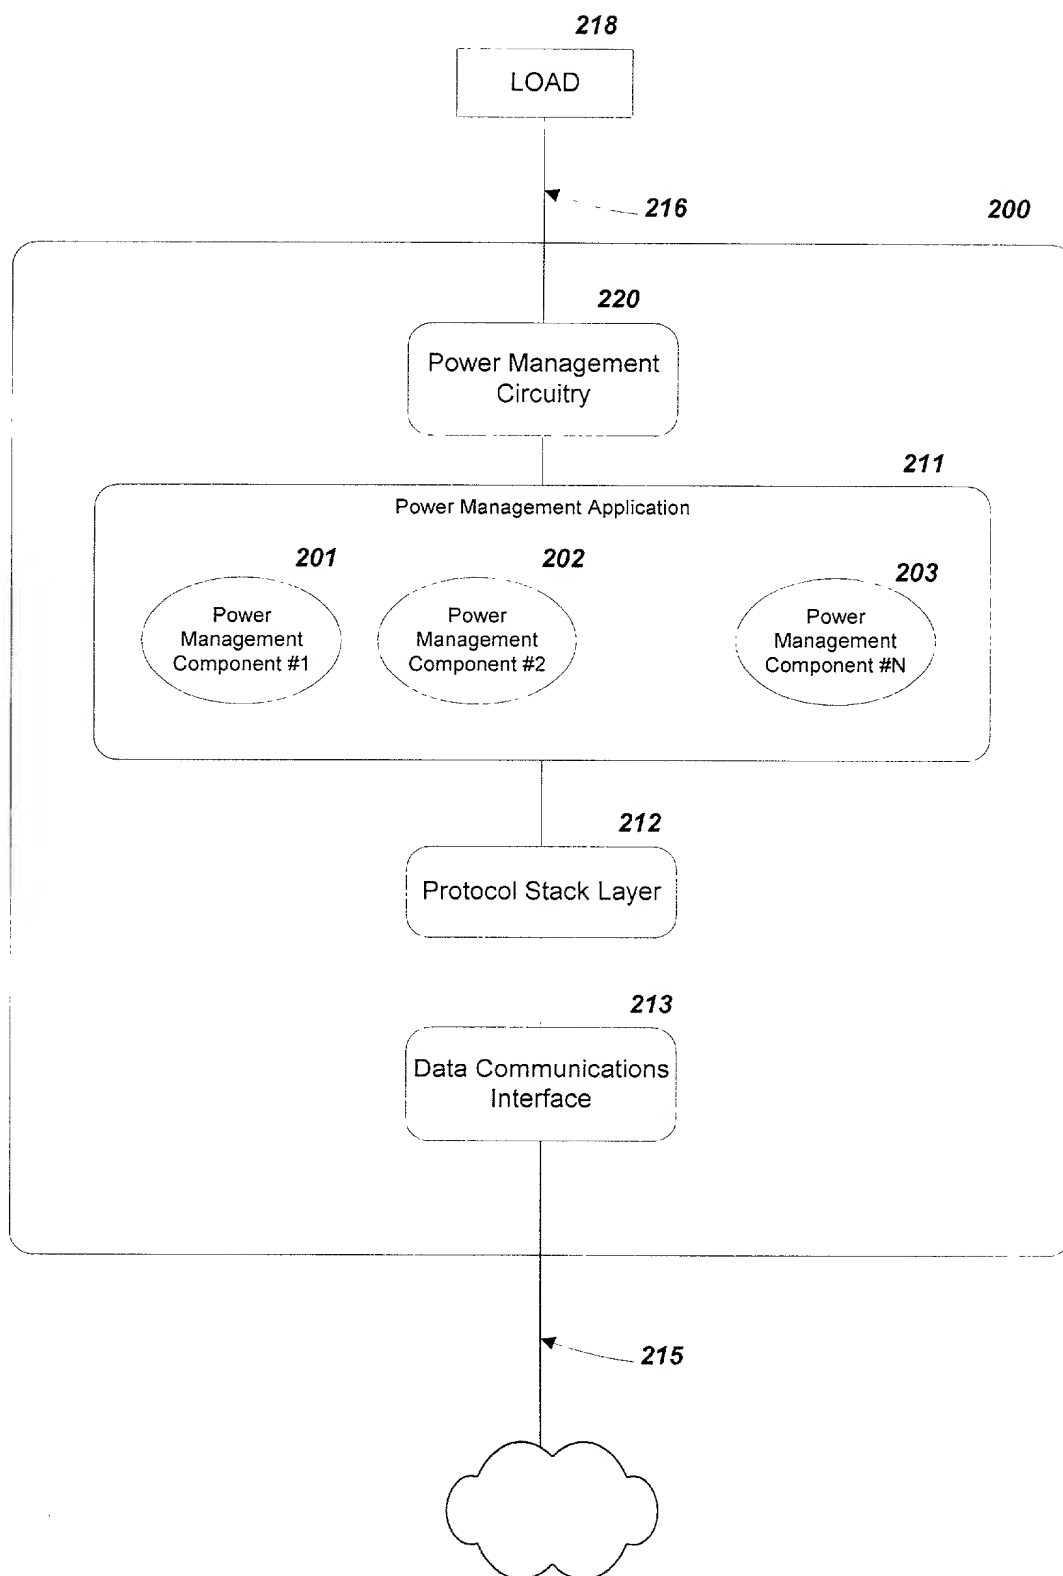 218
LOAD
216
200
220
Power Management
Circuitry
211
Power Management Application
201
202
203
Power
Management
Component #1
Power
Management
Component #2
Power
Management
Component #N
212
Protocol Stack Layer
213
Data Communications
Interface
215